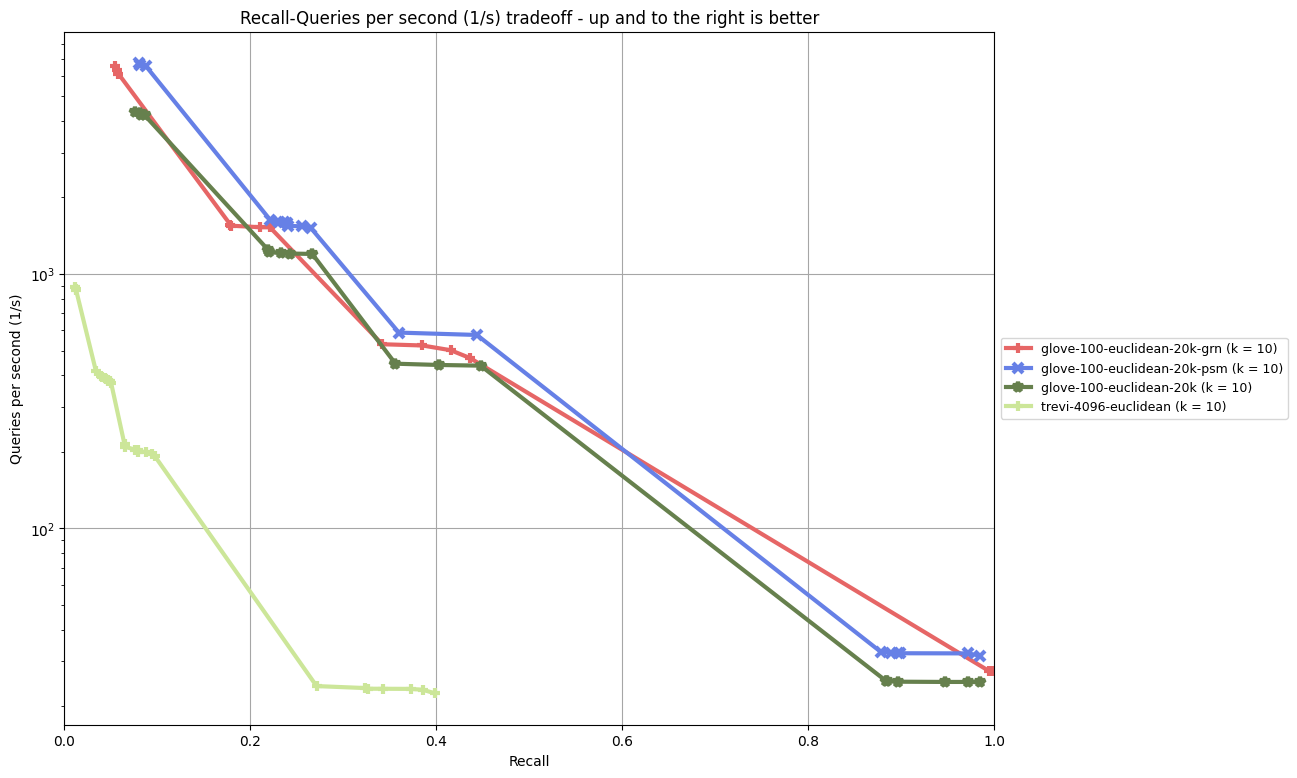 Recall-Queries per second (1/s) tradeoff - up and to the right is better
Queries per second (1/s)
10³
10²
0.0 0.2 0.4 0.6 0.8 1.0
Recall
glove-100-euclidean-20k-grn (k = 10)
glove-100-euclidean-20k-psm (k = 10)
glove-100-euclidean-20k (k = 10)
trevi-4096-euclidean (k = 10)